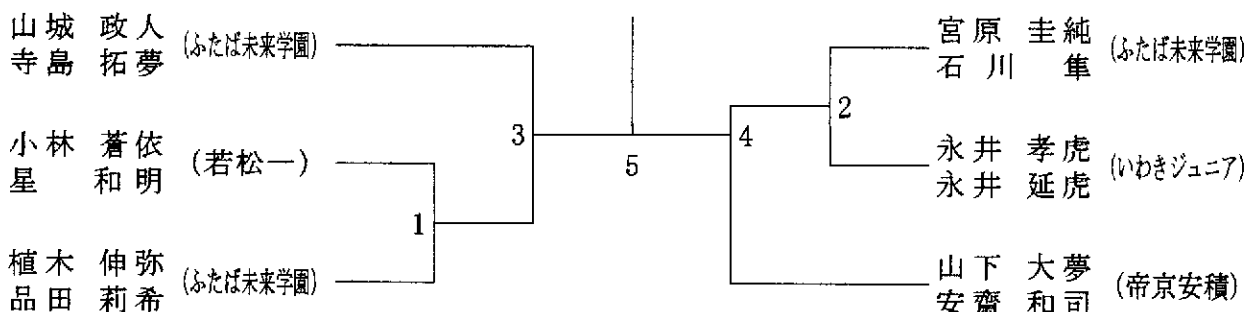 山城 政人
寺島 拓夢
(ふたば未来学園)
小林 蒼依
星 和明
(若松一)
植木 伸弥
品田 莉希
(ふたば未来学園)
1
3
5
4
2
宮原 圭純
石川 隼
(ふたば未来学園)
永井 孝虎
永井 延虎
(いわきジュニア)
山下 大夢
安齋 和司
(帝京安積)